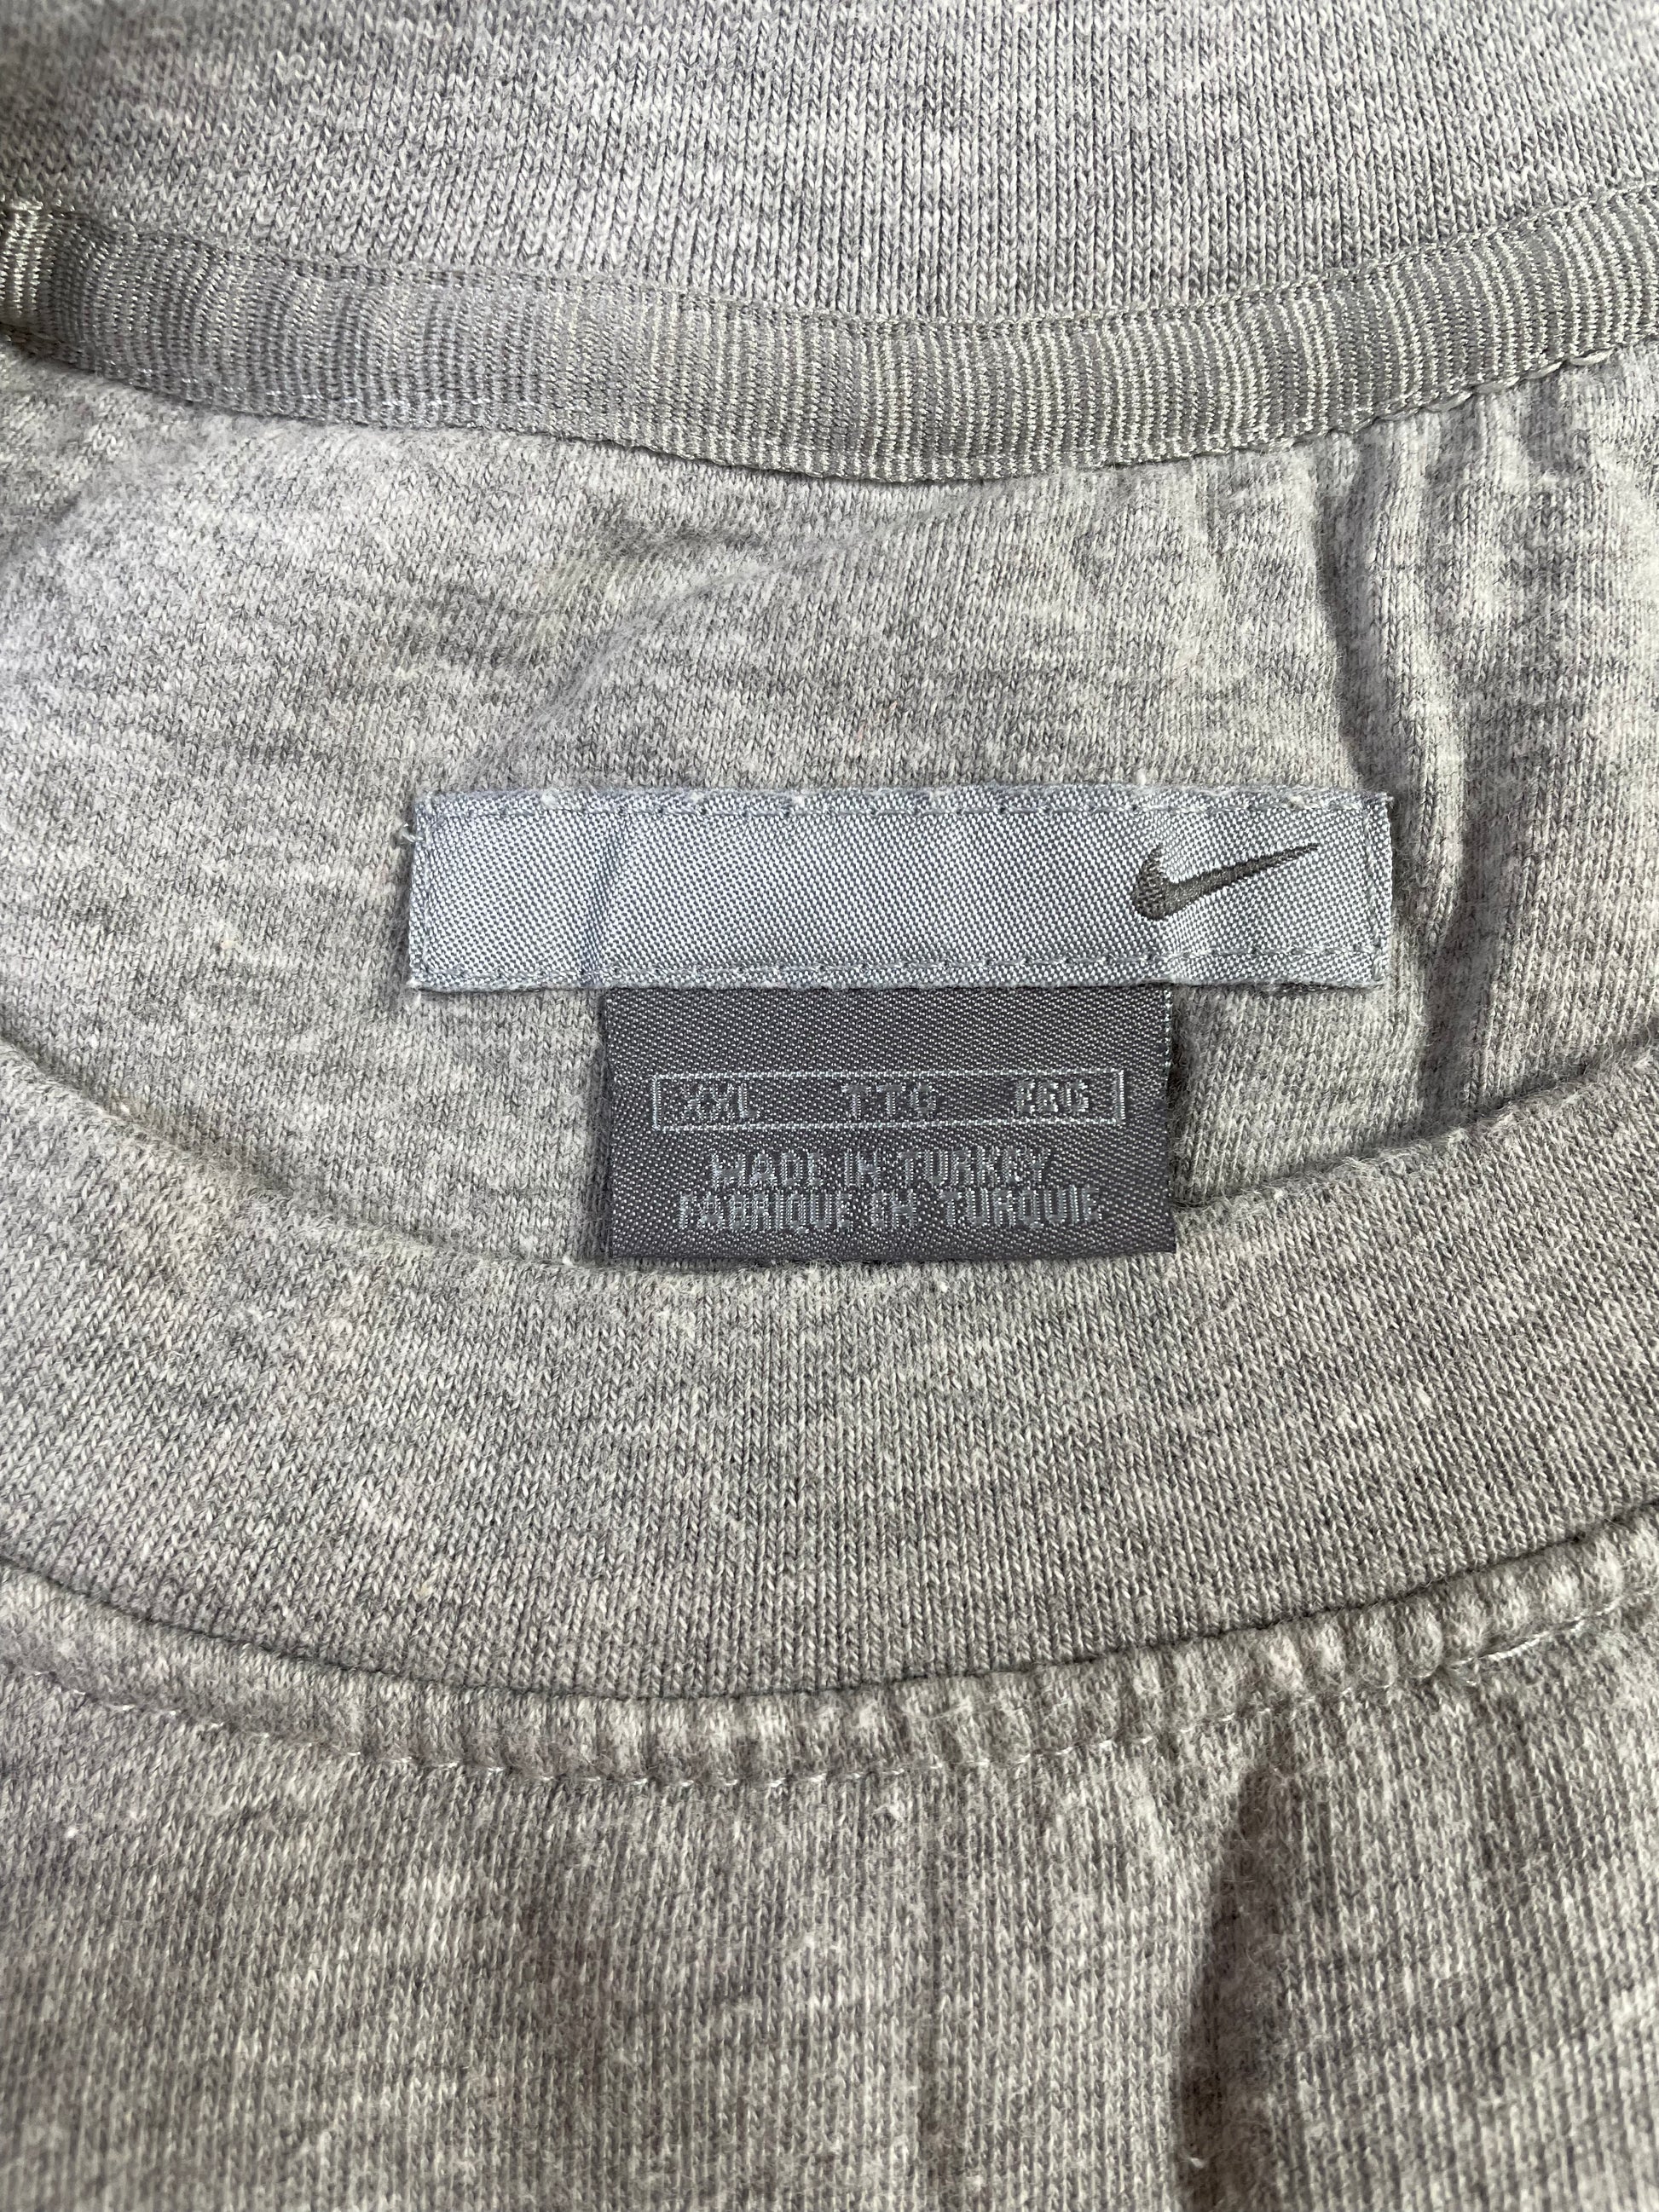 XXL TTG EEG
MADE IN TURKEY
FABRIQUE EN TURQUIE